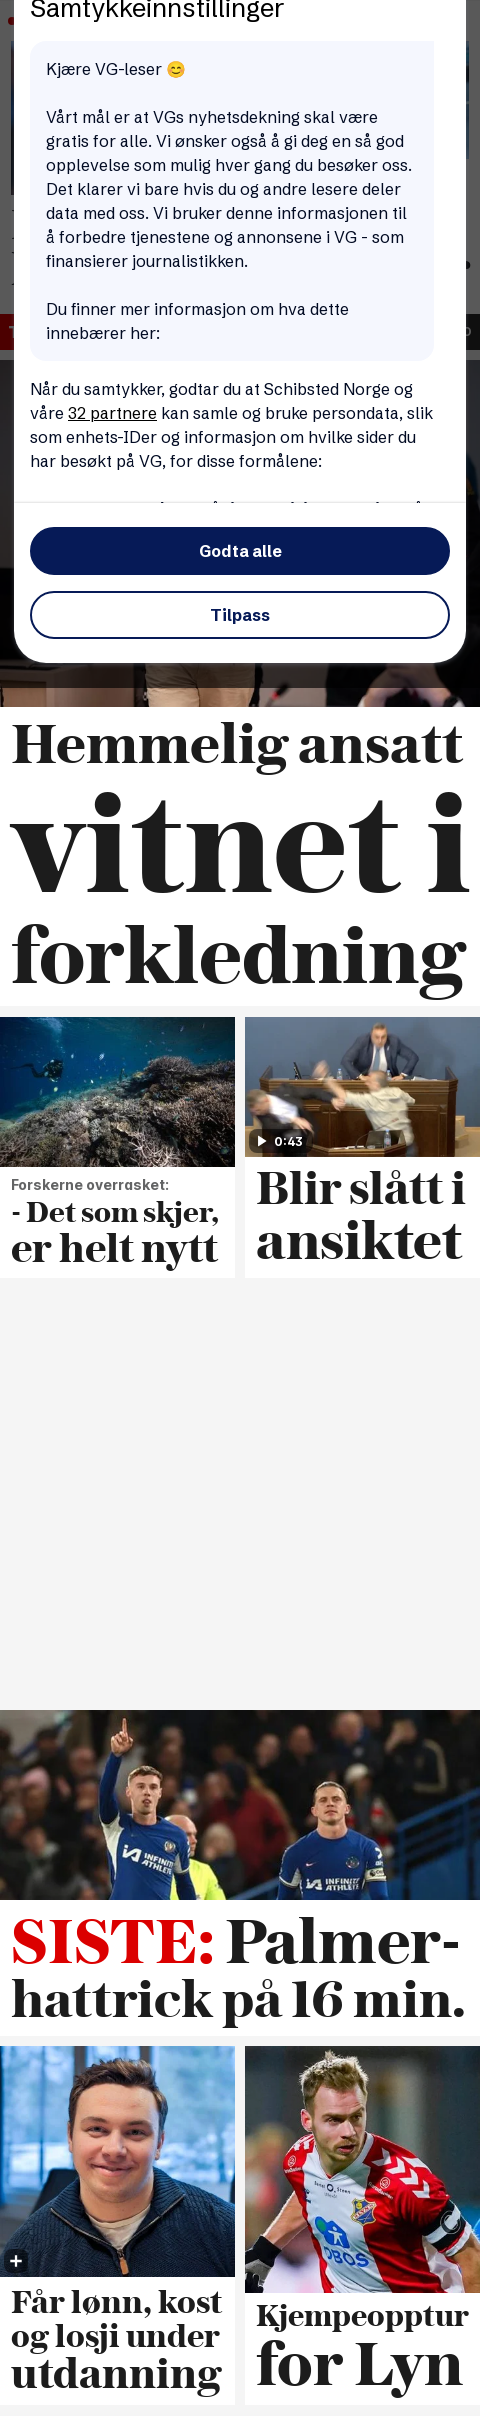 Samtykkeinnstillinger
Kjære VG-leser 😊
Vårt mål er at VGs nyhetsdekning skal være
gratis for alle. Vi ønsker også å gi deg en så god
opplevelse som mulig hver gang du besøker oss.
Det klarer vi bare hvis du og andre lesere deler
data med oss. Vi bruker denne informasjonen til
å forbedre tjenestene og annonsene i VG - som
finansierer journalistikken.
Du finner mer informasjon om hva dette
innebærer her:
Når du samtykker, godtar du at Schibsted Norge og
våre 32 partnere kan samle og bruke persondata, slik
som enhets-IDer og informasjon om hvilke sider du
har besøkt på VG, for disse formålene:
Godta alle
Tilpass
Hemmelig ansatt
vitnet i
forkledning
0:43
Forskerne overrasket:
- Det som skjer,
er helt nytt
Blir slått i
ansiktet
INFINITE
ATHLETE
INFINITE
ATHLETE
SISTE: Palmer-
hattrick på 16 min.
OBOS
Får lønn, kost
og losji under
utdanning
Kjempeopptur
for Lyn